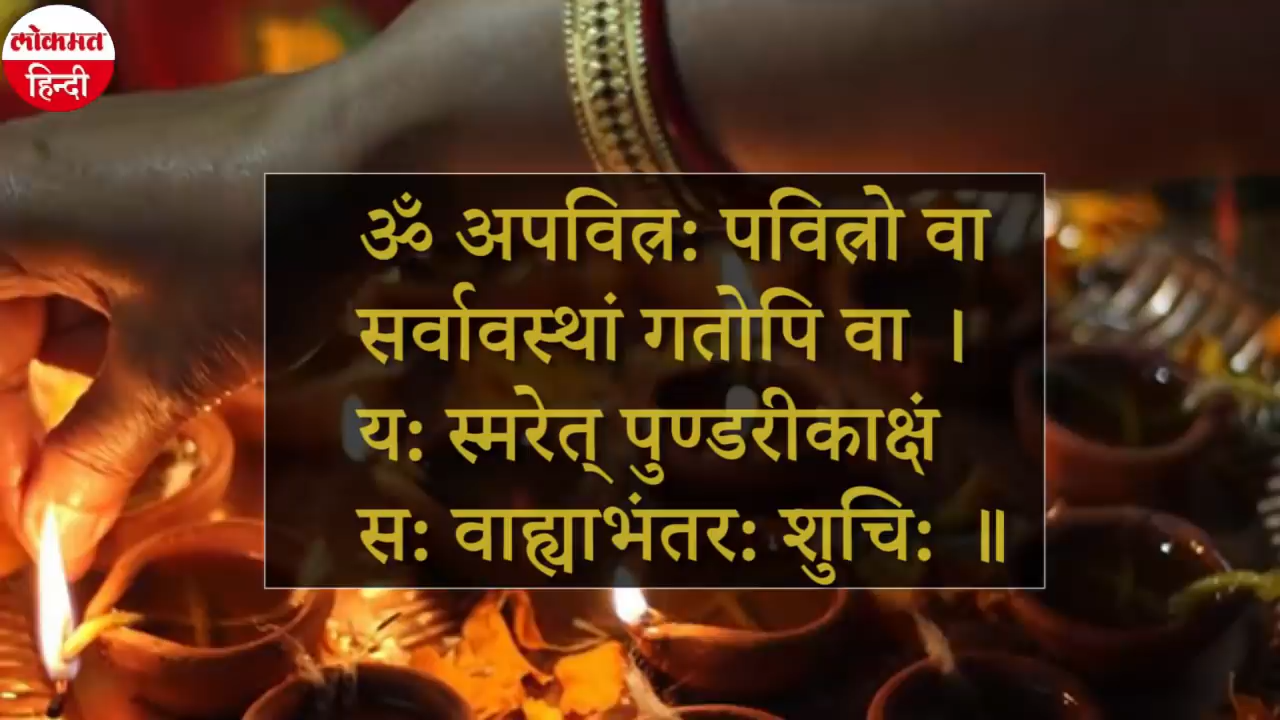 लोकमत
हिन्दी
ॐ अपवित्र: पवित्रो वा
सर्वावस्थां गतोपि वा ।
य: स्मरेत् पुण्डरीकाक्षं
स: वाह्याभंतर: शुचि: ॥